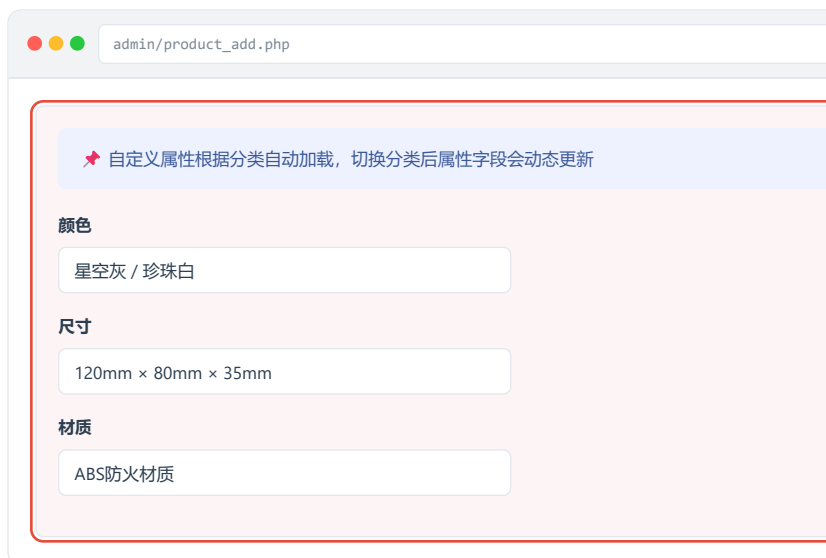 admin/product_add.php
📌 自定义属性根据分类自动加载，切换分类后属性字段会动态更新
颜色
星空灰 / 珍珠白
尺寸
120mm × 80mm × 35mm
材质
ABS防火材质